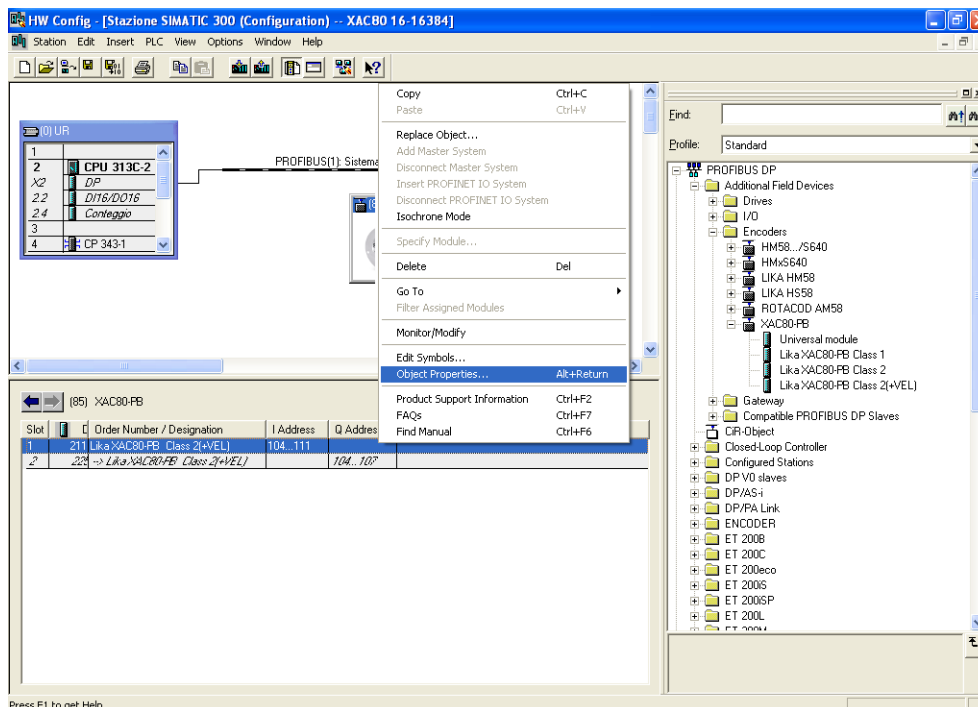 HW Config - [Stazione SIMATIC 300 (Configuration) -- XAC80 16-16384]
Station Edit Insert PLC View Options Window Help
(0) UR
1
2 CPU 313C-2
X2 DP
2.2 DI16/DO16
2.4 Conteggio
3
4 CP 343-1
PROFIBUS(1): Sistema
Copy Ctrl+C
Paste Ctrl+V
Replace Object...
Add Master System
Disconnect Master System
Insert PROFINET IO System
Disconnect PROFINET IO System
Isochrone Mode
Specify Module...
Delete Del
Go To
Filter Assigned Modules
Monitor/Modify
Edit Symbols...
Object Properties... Alt+Return
Product Support Information Ctrl+F2
FAQs Ctrl+F7
Find Manual Ctrl+F6
(85) XAC80-PB
Slot D Order Number / Designation I Address Q Addres
1 211 Lika XAC80-PB Class 2(+VEL) 104...111
2 225 --> Lika XAC80-PB Class 2(+VEL) 104...107
Find:
Profile: Standard
PROFIBUS DP
Additional Field Devices
Drives
I/O
Encoders
HM58.../S640
HMxS640
LIKA HM58
LIKA HS58
ROTACOD AM58
XAC80-PB
Universal module
Lika XAC80-PB Class 1
Lika XAC80-PB Class 2
Lika XAC80-PB Class 2(+VEL)
Gateway
Compatible PROFIBUS DP Slaves
CiR-Object
Closed-Loop Controller
Configured Stations
DP V0 slaves
DP/AS-i
DP/PA Link
ENCODER
ET 200B
ET 200C
ET 200eco
ET 200iS
ET 200iSP
ET 200L
ET 200M
Press F1 to get Help.